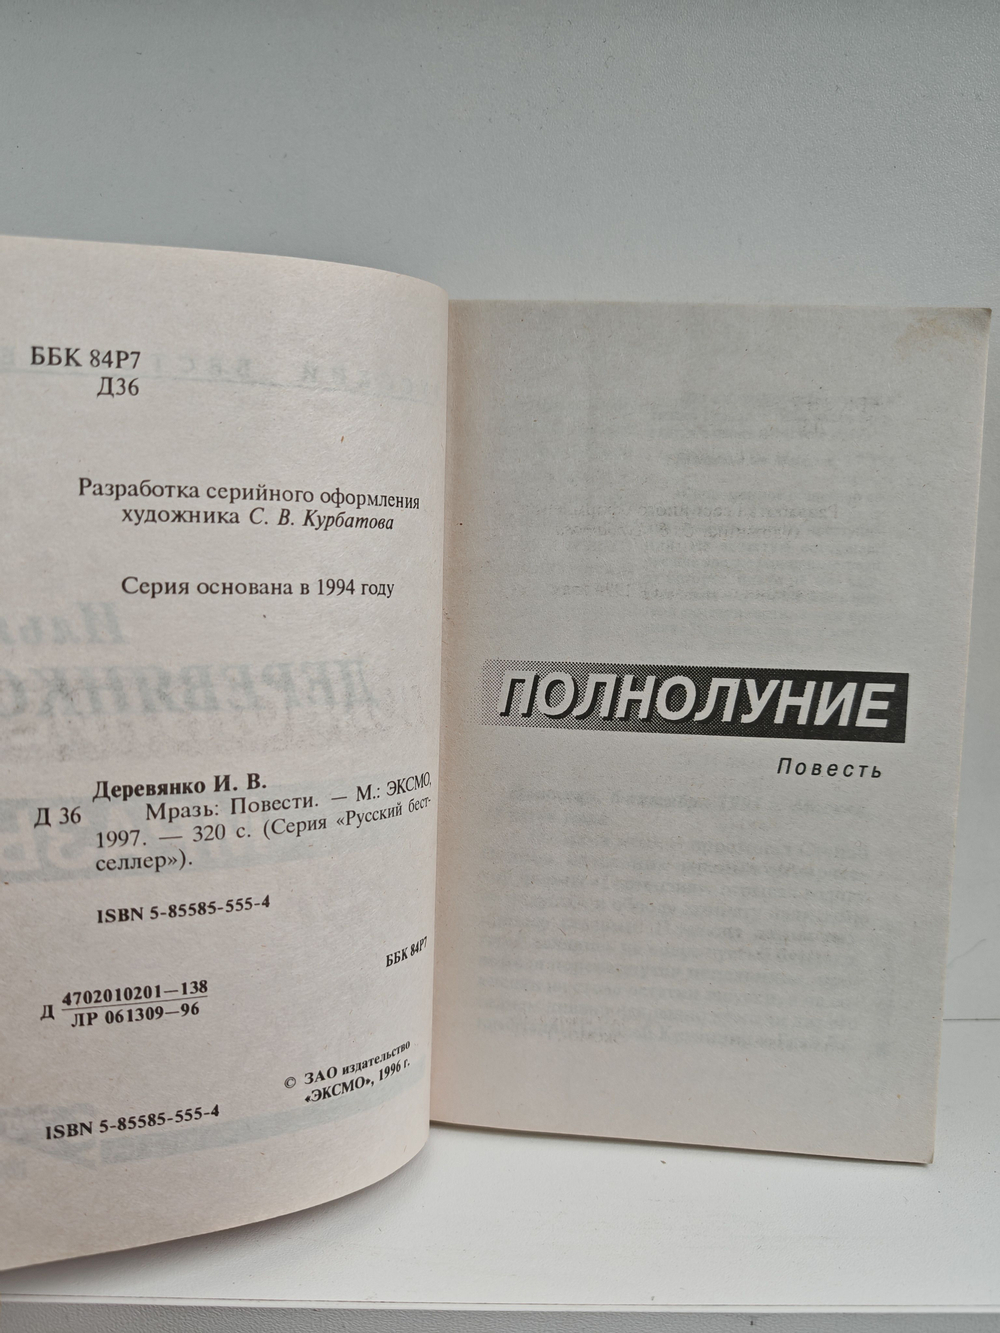 ББК 84Р7
Д36
Разработка серийного оформления
художника С. В. Курбатова
Серия основана в 1994 году
Деревянко И. В.
Д 36 Мразь: Повести. — М.: ЭКСМО,
1997. — 320 с. (Серия «Русский бест-
селлер»).
ISBN 5-85585-555-4
ББК 84Р7
Д 4702010201—138
ЛР 061309—96
© ЗАО издательство
«ЭКСМО», 1996 г.
ISBN 5-85585-555-4
ПОЛНОЛУНИЕ
Повесть